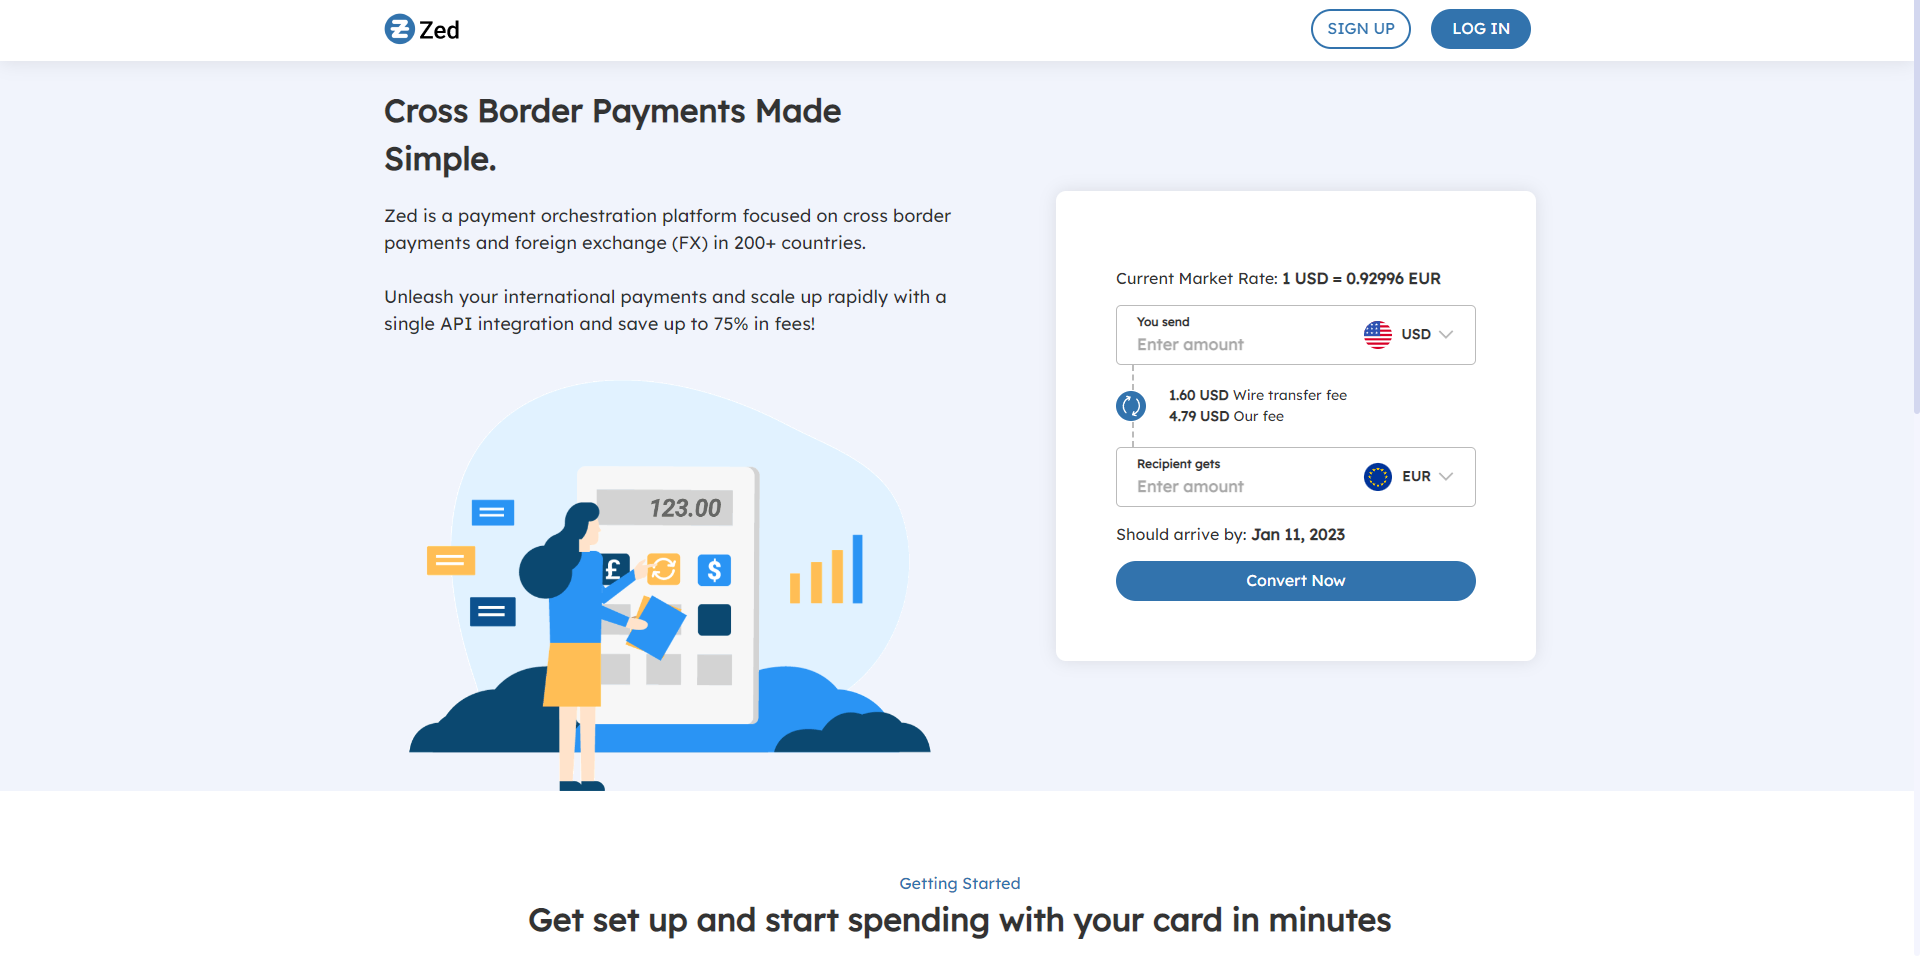 Zed
SIGN UP
LOG IN
Cross Border Payments Made
Simple.
Zed is a payment orchestration platform focused on cross border
payments and foreign exchange (FX) in 200+ countries.
Unleash your international payments and scale up rapidly with a
single API integration and save up to 75% in fees!
123.00
£
$
Current Market Rate: 1 USD = 0.92996 EUR
You send
Enter amount
USD
1.60 USD Wire transfer fee
4.79 USD Our fee
Recipient gets
Enter amount
EUR
Should arrive by: Jan 11, 2023
Convert Now
Getting Started
Get set up and start spending with your card in minutes